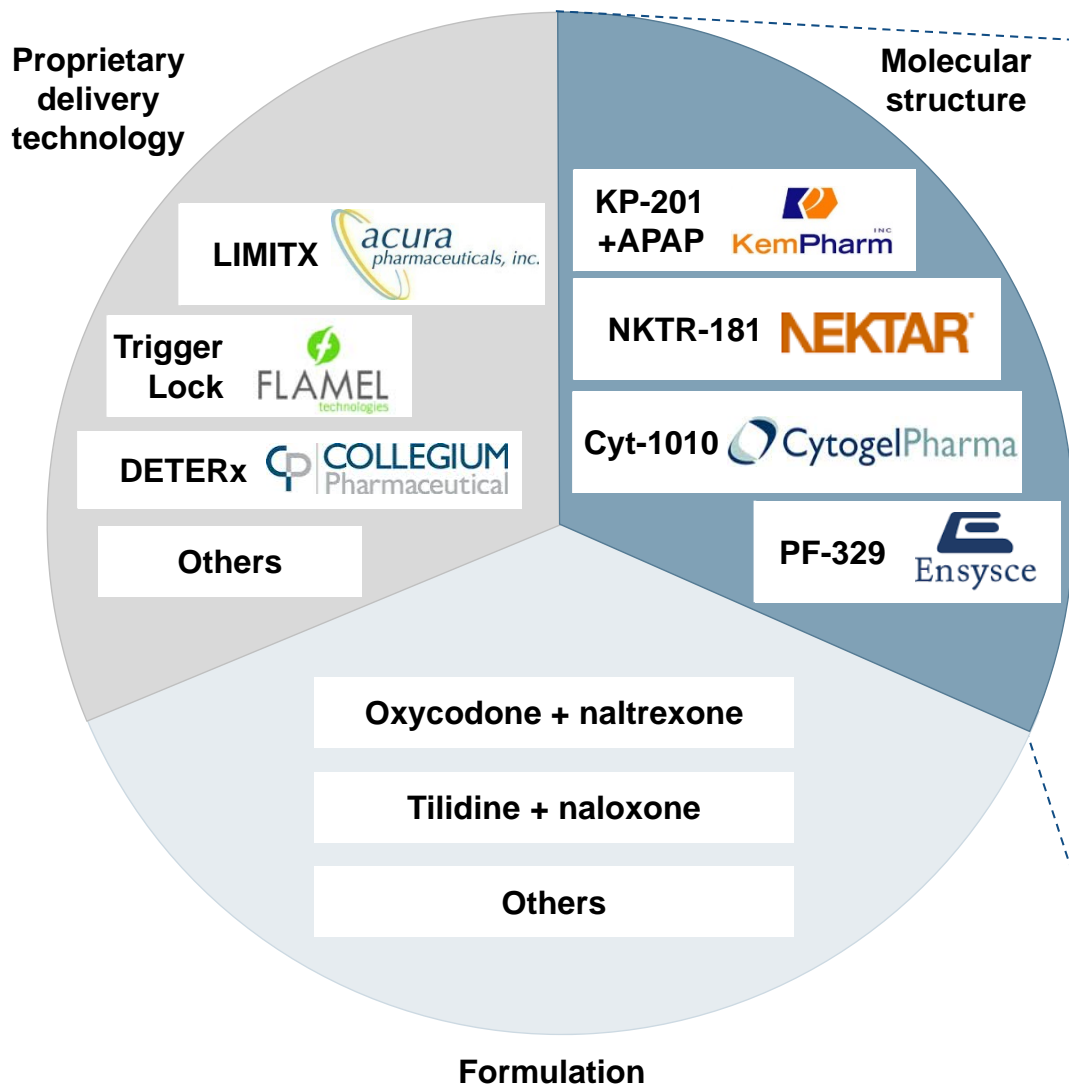 Proprietary
delivery
technology
Molecular
structure
LIMITX
acura
pharmaceuticals, inc.
Trigger
Lock
FLAMEL
technologies
DETERx
CP
COLLEGIUM
Pharmaceutical
Others
KP-201
+APAP
INC
KemPharm
NKTR-181
NEKTAR
Cyt-1010
CytogelPharma
PF-329
Ensysce
Oxycodone + naltrexone
Tilidine + naloxone
Others
Formulation